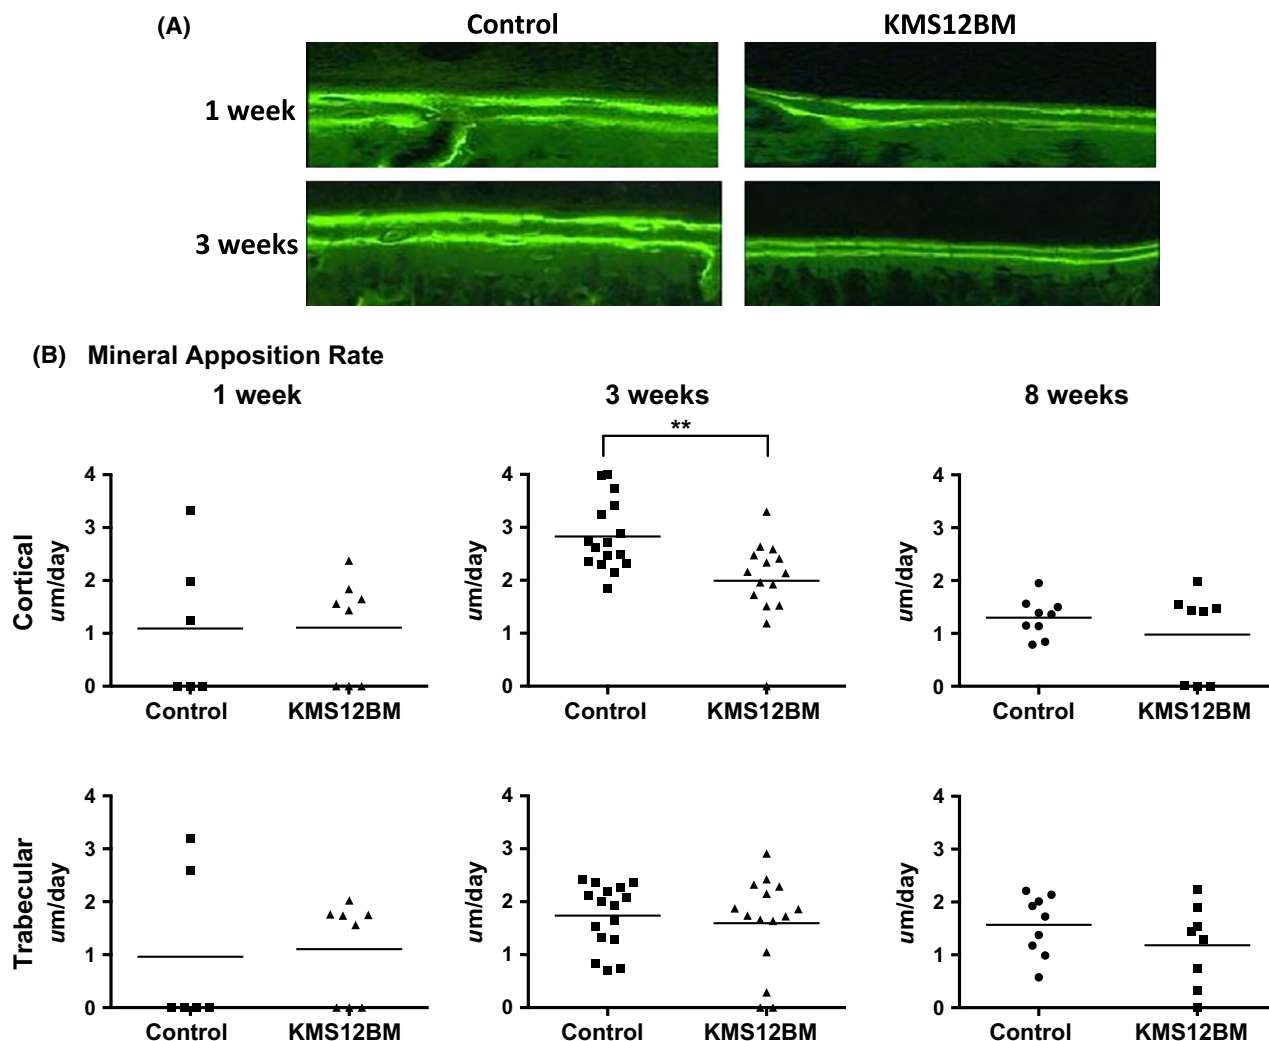 (A)
Control KMS12BM
1 week
3 weeks
(B) Mineral Apposition Rate
1 week 3 weeks 8 weeks
**
Cortical
um/day
4
3
2
1
0
Control KMS12BM
um/day
4
3
2
1
0
Control KMS12BM
um/day
4
3
2
1
0
Control KMS12BM
Trabecular
um/day
4
3
2
1
0
Control KMS12BM
um/day
4
3
2
1
0
Control KMS12BM
um/day
4
3
2
1
0
Control KMS12BM